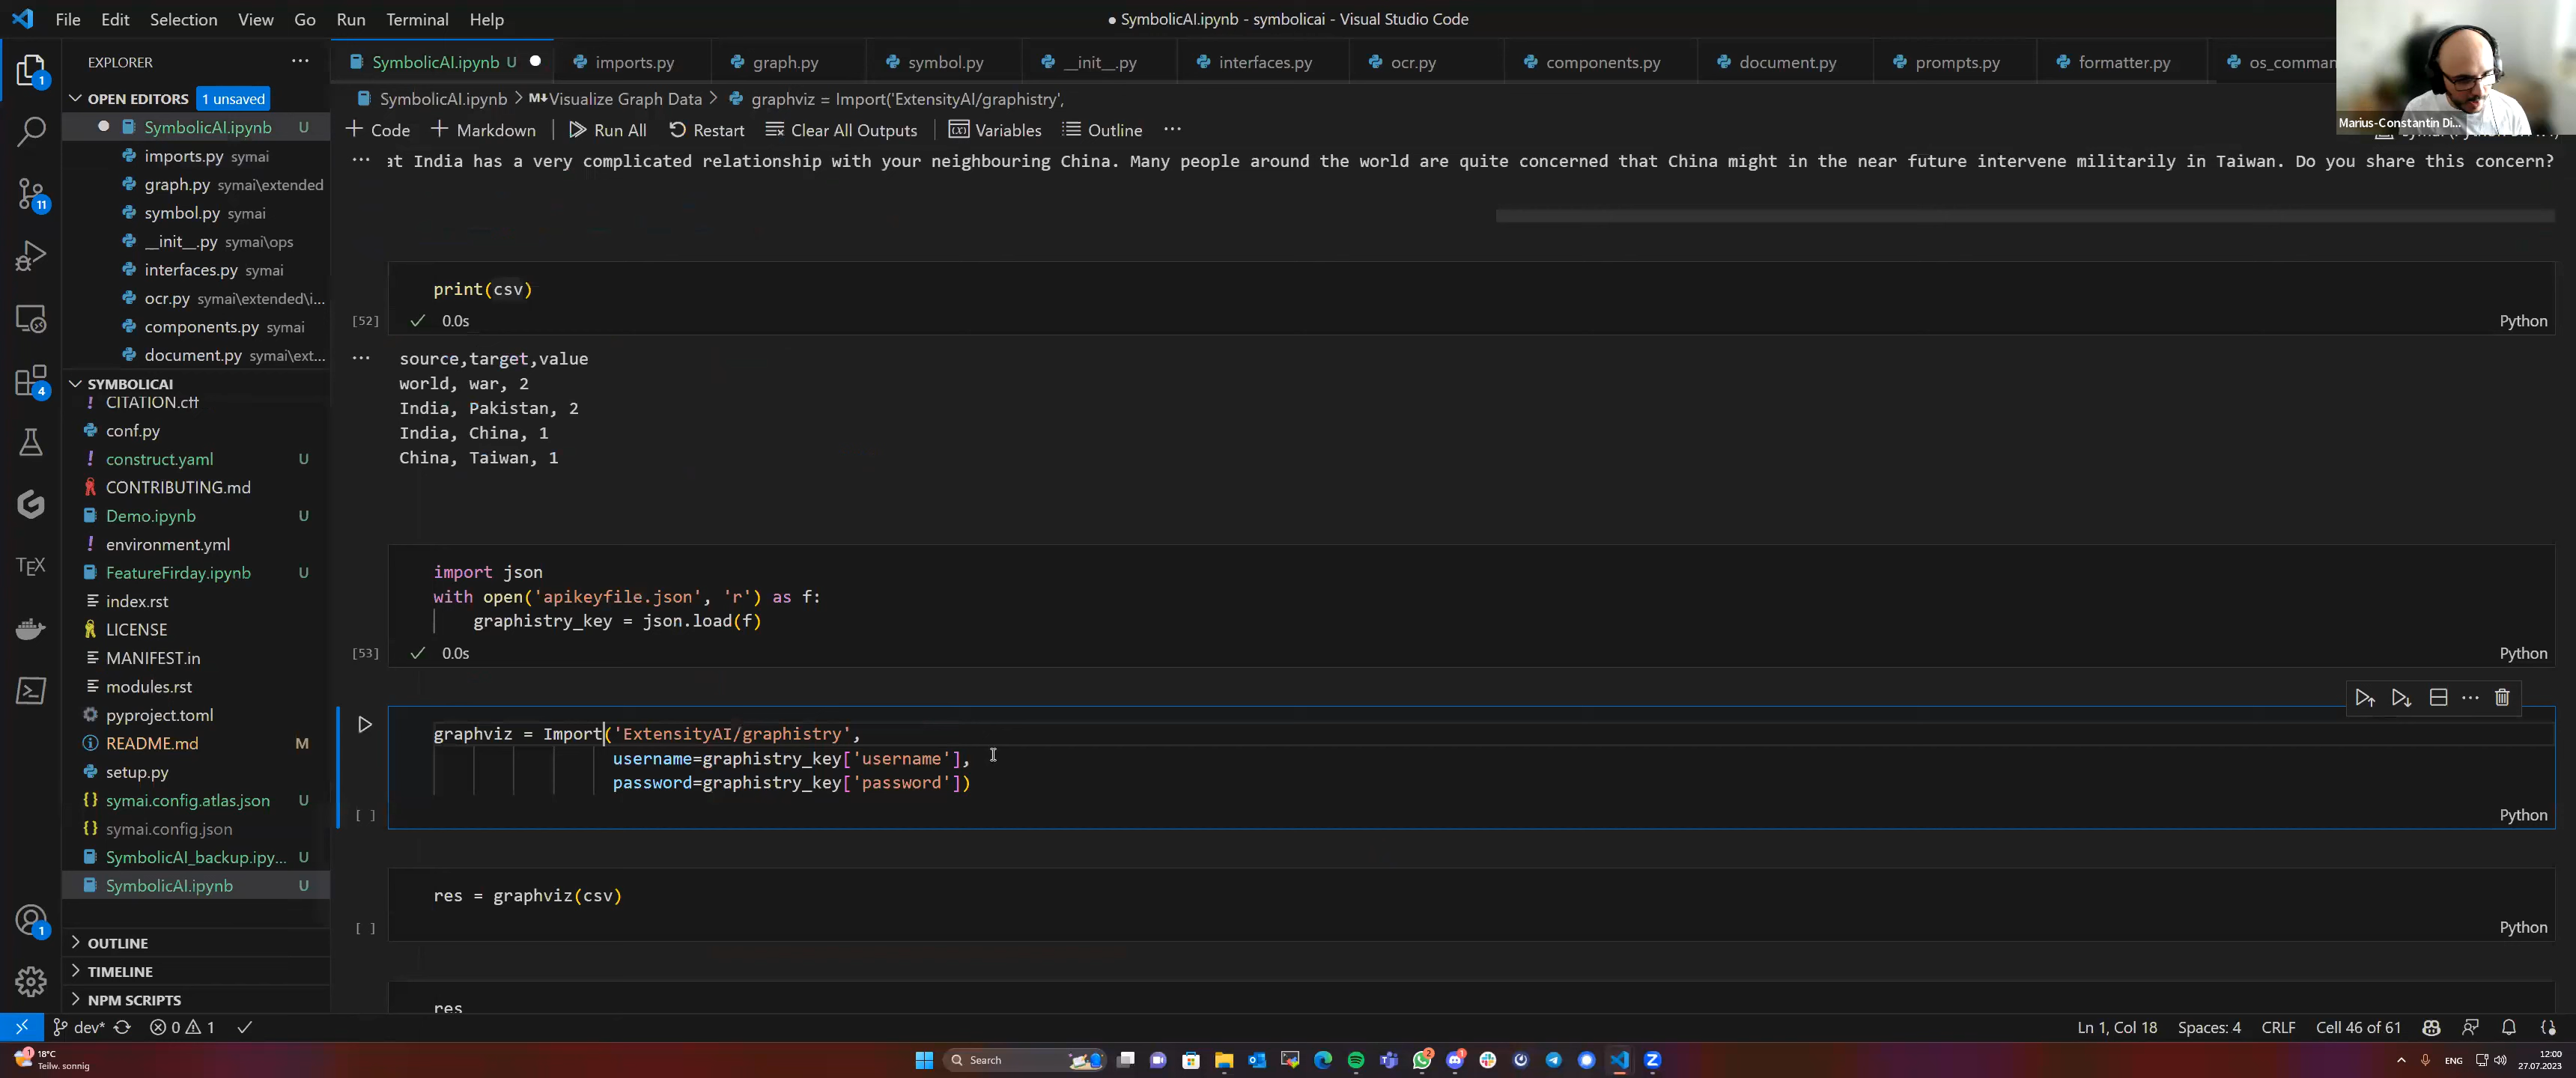 File Edit Selection View Go Run Terminal Help
● SymbolicAI.ipynb - symbolicai - Visual Studio Code
EXPLORER
SymbolicAI.ipynb U
imports.py
graph.py
symbol.py
__init__.py
interfaces.py
ocr.py
components.py
document.py
prompts.py
formatter.py
os_comman
Marius-Constantin Di...
OPEN EDITORS 1 unsaved
SymbolicAI.ipynb U
imports.py symai
graph.py symai\extended
symbol.py symai
__init__.py symai\ops
interfaces.py symai
ocr.py symai\extended\i...
components.py symai
document.py symai\ext...
SYMBOLICAI
CITATION.cff
conf.py
construct.yaml U
CONTRIBUTING.md
Demo.ipynb U
environment.yml
FeatureFirday.ipynb U
index.rst
LICENSE
MANIFEST.in
modules.rst
pyproject.toml
README.md M
setup.py
symai.config.atlas.json U
symai.config.json
SymbolicAI_backup.ipy... U
SymbolicAI.ipynb U
OUTLINE
TIMELINE
NPM SCRIPTS
1
11
4
TEX
1
SymbolicAI.ipynb > M↓Visualize Graph Data > graphviz = Import('ExtensityAI/graphistry',
+ Code + Markdown Run All Restart Clear All Outputs Variables Outline ...
... at India has a very complicated relationship with your neighbouring China. Many people around the world are quite concerned that China might in the near future intervene militarily in Taiwan. Do you share this concern?
print(csv)
[52] ✓ 0.0s Python
... source,target,value
world, war, 2
India, Pakistan, 2
India, China, 1
China, Taiwan, 1
import json
with open('apikeyfile.json', 'r') as f:
graphistry_key = json.load(f)
[53] ✓ 0.0s Python
graphviz = Import('ExtensityAI/graphistry',
username=graphistry_key['username'],
password=graphistry_key['password'])
[ ] Python
res = graphviz(csv)
[ ] Python
res
dev* 0 1
Ln 1, Col 18 Spaces: 4 CRLF Cell 46 of 61
18°C
Teilw. sonnig
Search
ENG
12:00
27.07.2023